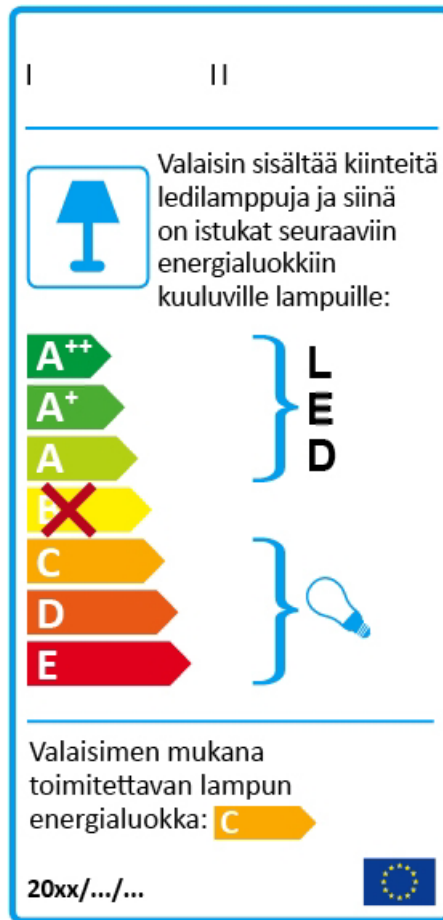 I II
Valaisin sisältää kiinteitä
ledilamppuja ja siinä
on istukat seuraaviin
energialuokkiin
kuuluville lampuille:
A++
A+
A
B
C
D
E
L
E
D
Valaisimen mukana
toimitettavan lampun
energialuokka: C
20xx/.../...